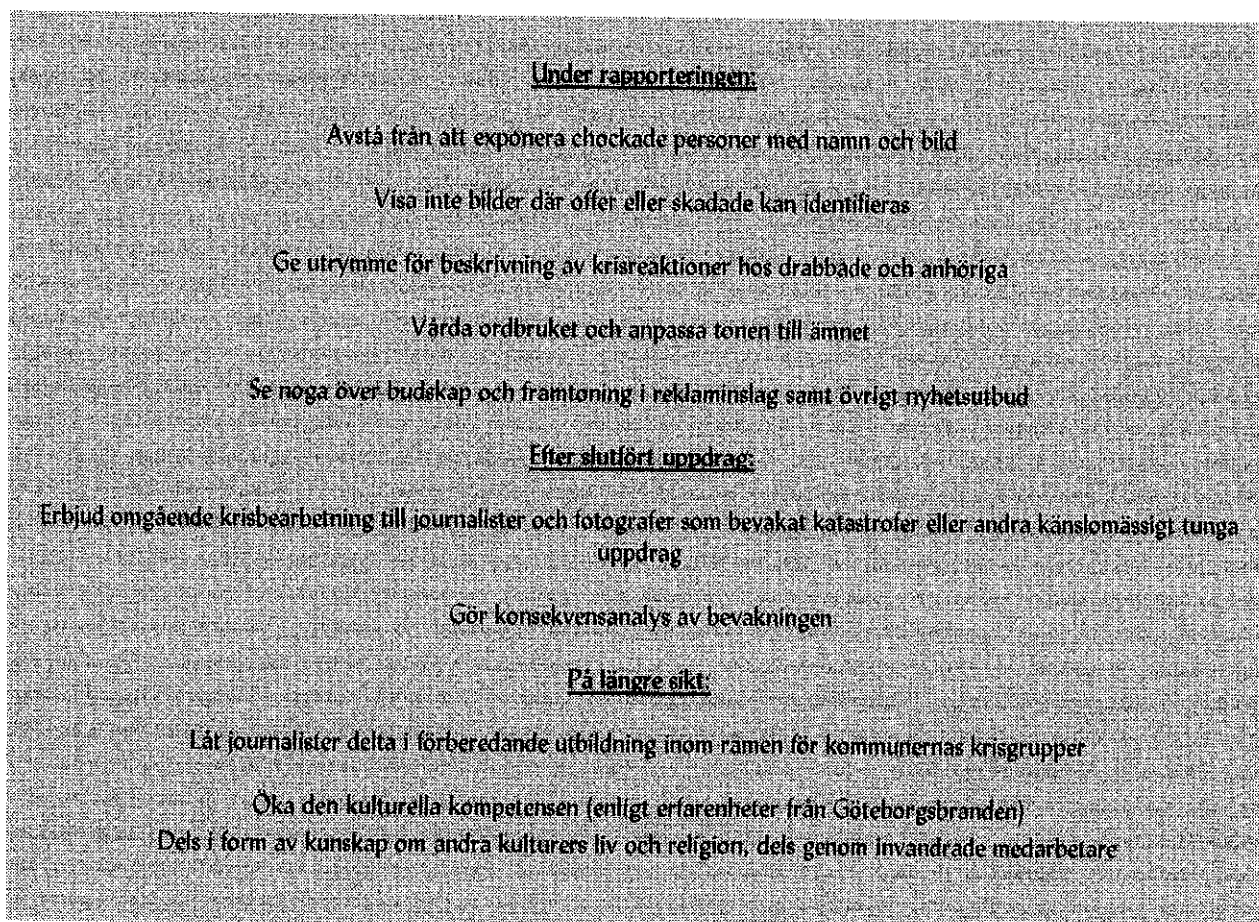 Under rapporteringen:
Avstå från att exponera chockade personer med namn och bild
Visa inte bilder där offer eller skadade kan identifieras
Ge utrymme för beskrivning av krisreaktioner hos drabbade och anhöriga
Vårda ordbruket och anpassa tonen till ämnet
Se noga över budskap och framtoning i reklaminslag samt övrigt nyhetsutbud
Efter slutfört uppdrag:
Erbjud omgående krisbearbetning till journalister och fotografer som bevakat katastrofer eller andra känslomässigt tunga
uppdrag
Gör konsekvensanalys av bevakningen
På längre sikt:
Låt journalister delta i förberedande utbildning inom ramen för kommunernas krisgrupper
Öka den kulturella kompetensen (enligt erfarenheter från Göteborgsbranden)
Dels i form av kunskap om andra kulturers liv och religion, dels genom invandrade medarbetare